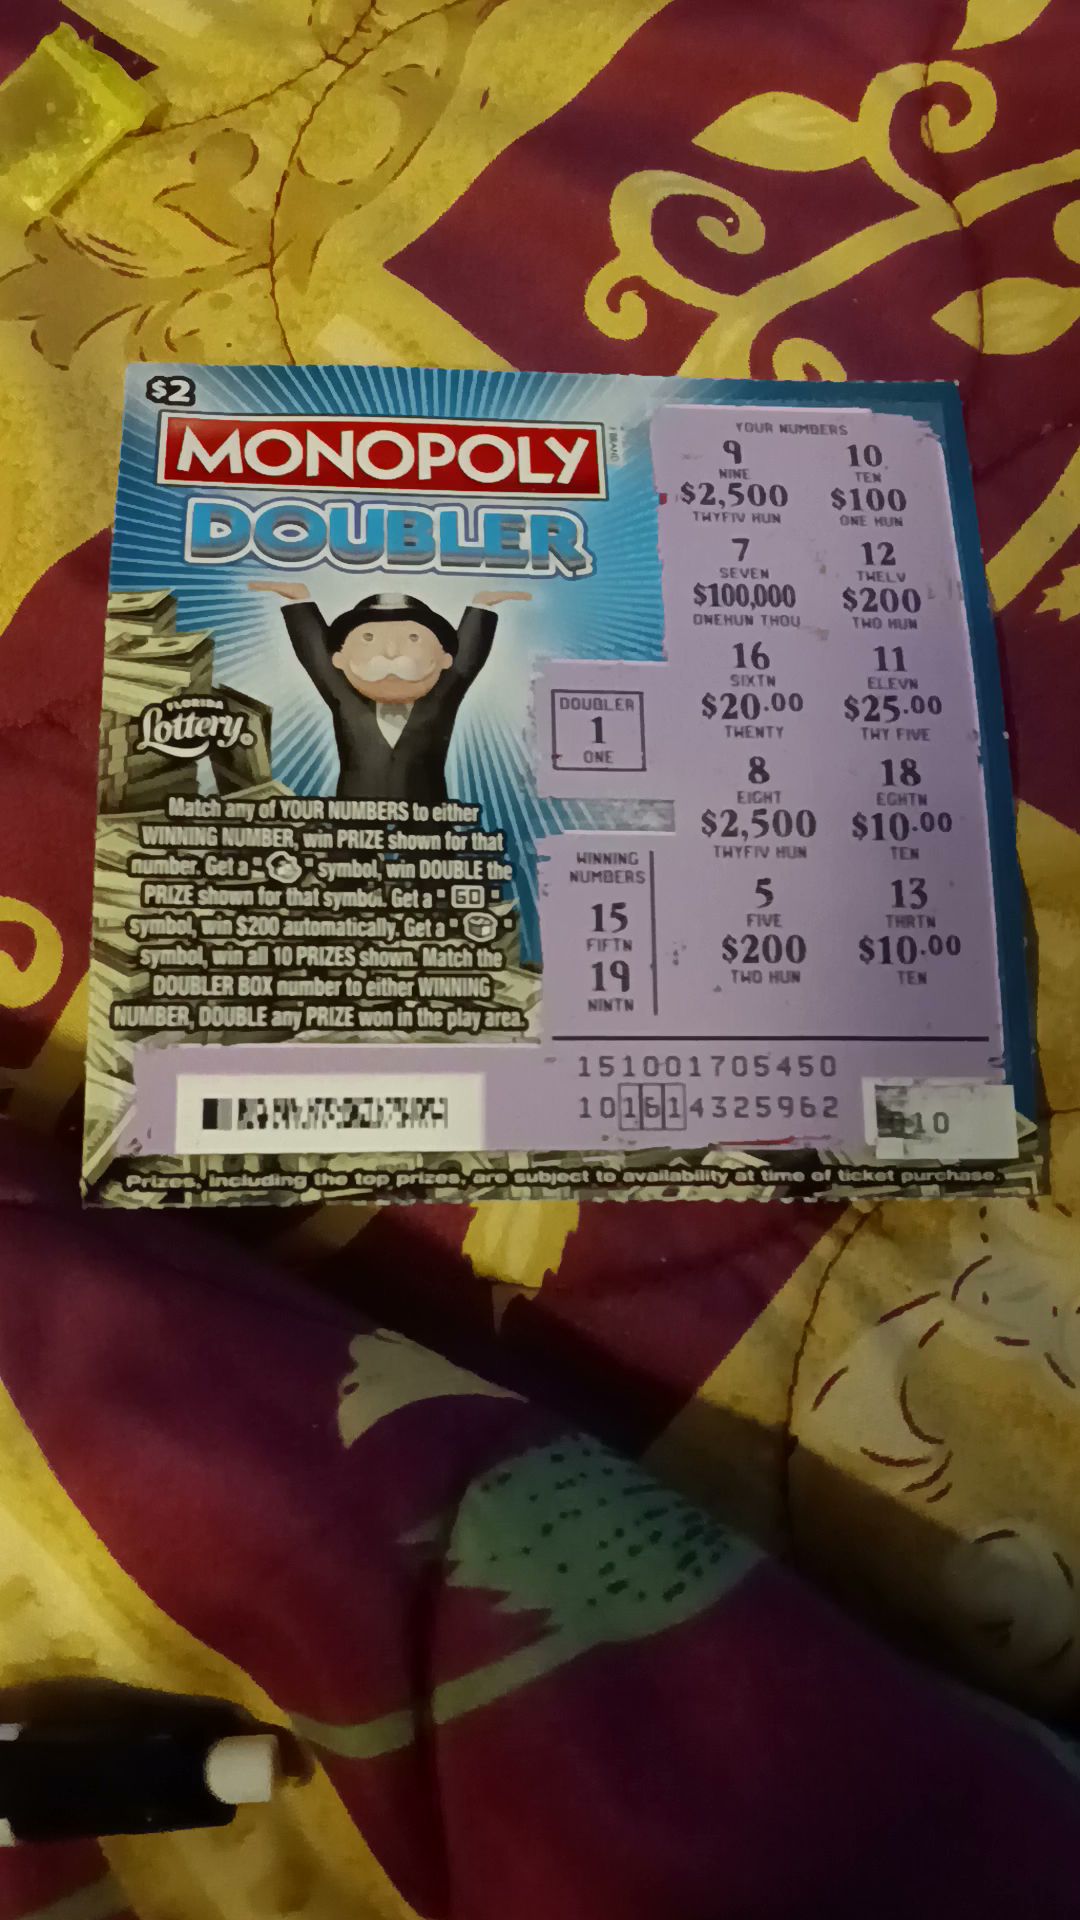 $2
MONOPOLY
BRAND
DOUBLER
FLORIDA
Lottery
Match any of YOUR NUMBERS to either
WINNING NUMBER, win PRIZE shown for that
number. Get a " " symbol, win DOUBLE the
PRIZE shown for that symbol. Get a " GO "
symbol, win $200 automatically. Get a " "
symbol, win all 10 PRIZES shown. Match the
DOUBLER BOX number to either WINNING
NUMBER, DOUBLE any PRIZE won in the play area.
YOUR NUMBERS
9 10
NINE TEN
$2,500 $100
TWYFIV HUN ONE HUN
7 12
SEVEN TWELV
$100,000 $200
ONEHUN THOU TWO HUN
16 11
SIXTN ELEVN
$20.00 $25.00
TWENTY TWY FIVE
8 18
EIGHT EGHTN
$2,500 $10.00
TWYFIV HUN TEN
5 13
FIVE THRTN
$200 $10.00
TWO HUN TEN
DOUBLER
1
ONE
WINNING
NUMBERS
15
FIFTN
19
NINTN
151001705450
101614325962
010
Prizes, including the top prizes, are subject to availability at time of ticket purchase.